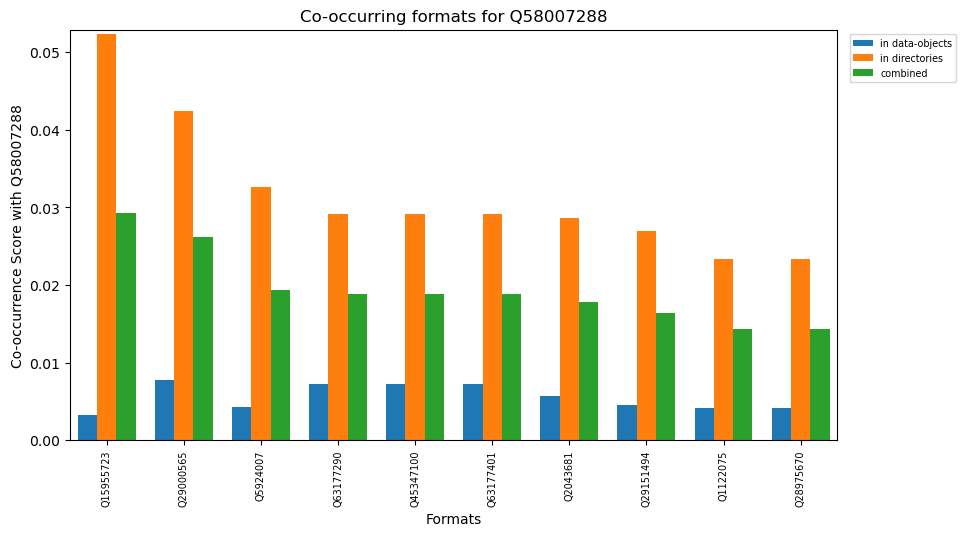 Co-occurring formats for Q58007288
in data-objects
in directories
combined
Co-occurrence Score with Q58007288
0.05
0.04
0.03
0.02
0.01
0.00
Q15955723
Q29000565
Q5924007
Q63177290
Q45347100
Q63177401
Q2043681
Q29151494
Q1122075
Q28975670
Formats